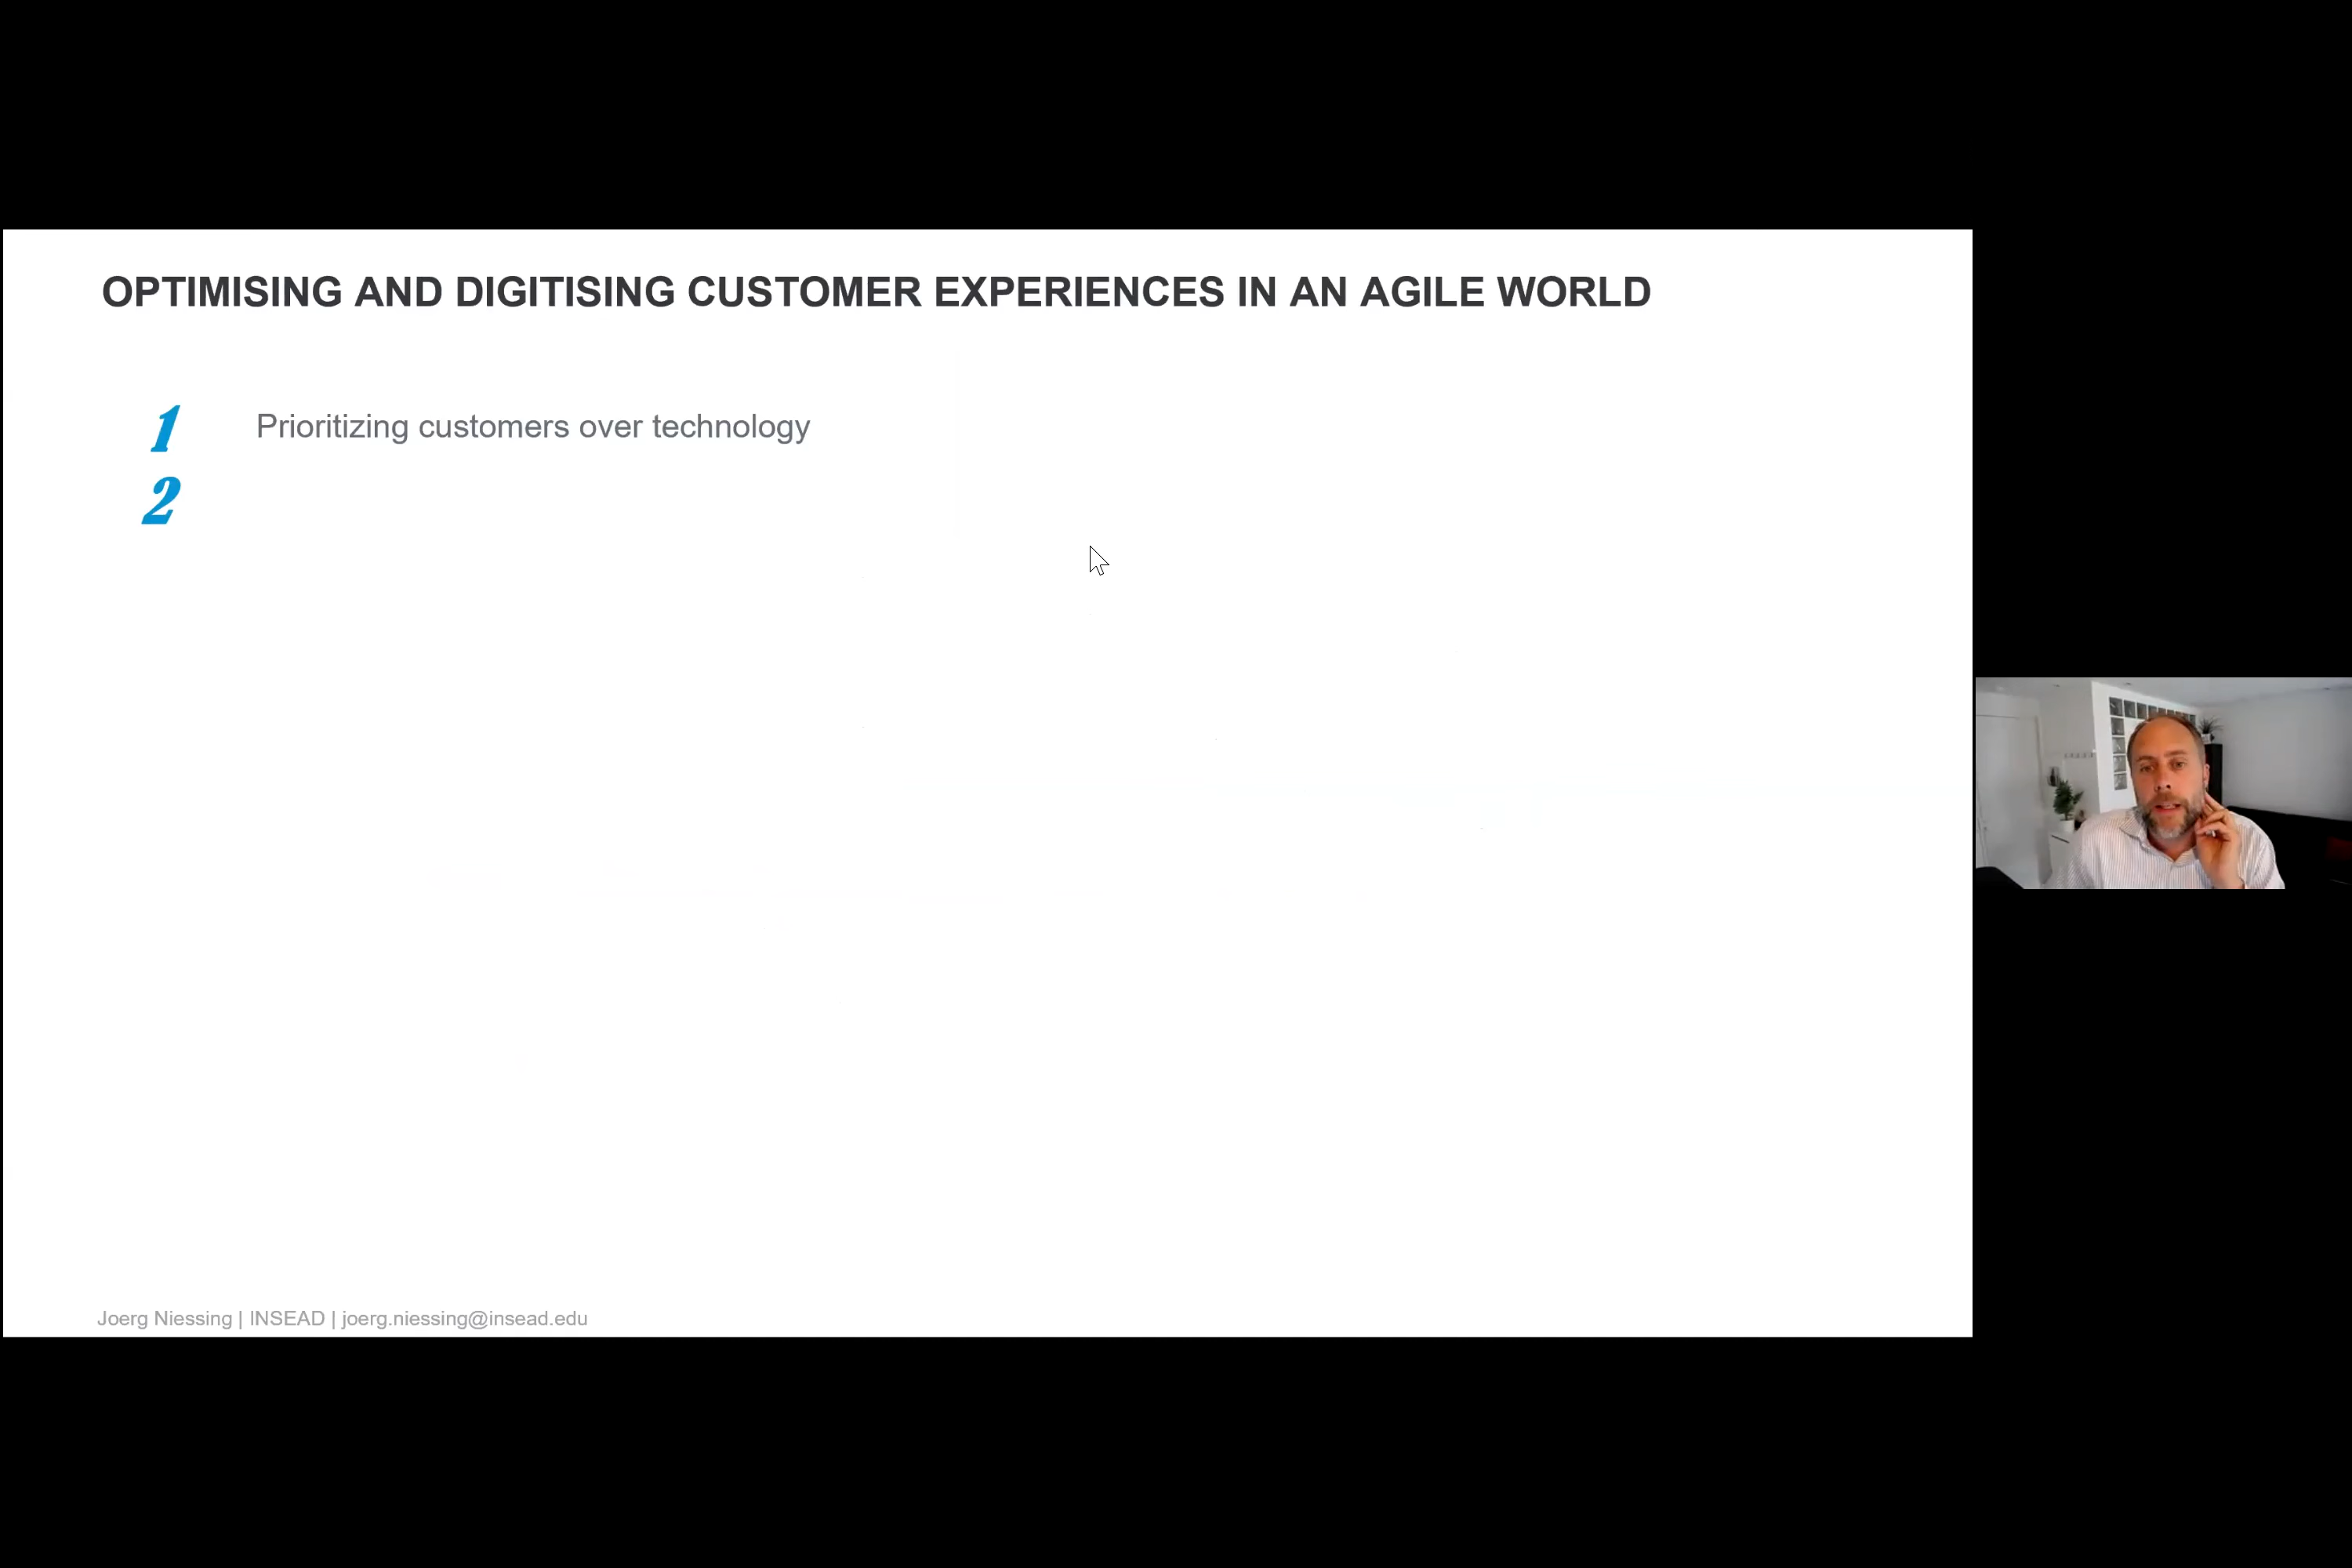 OPTIMISING AND DIGITISING CUSTOMER EXPERIENCES IN AN AGILE WORLD
1 Prioritizing customers over technology
2
Joerg Niessing | INSEAD | joerg.niessing@insead.edu